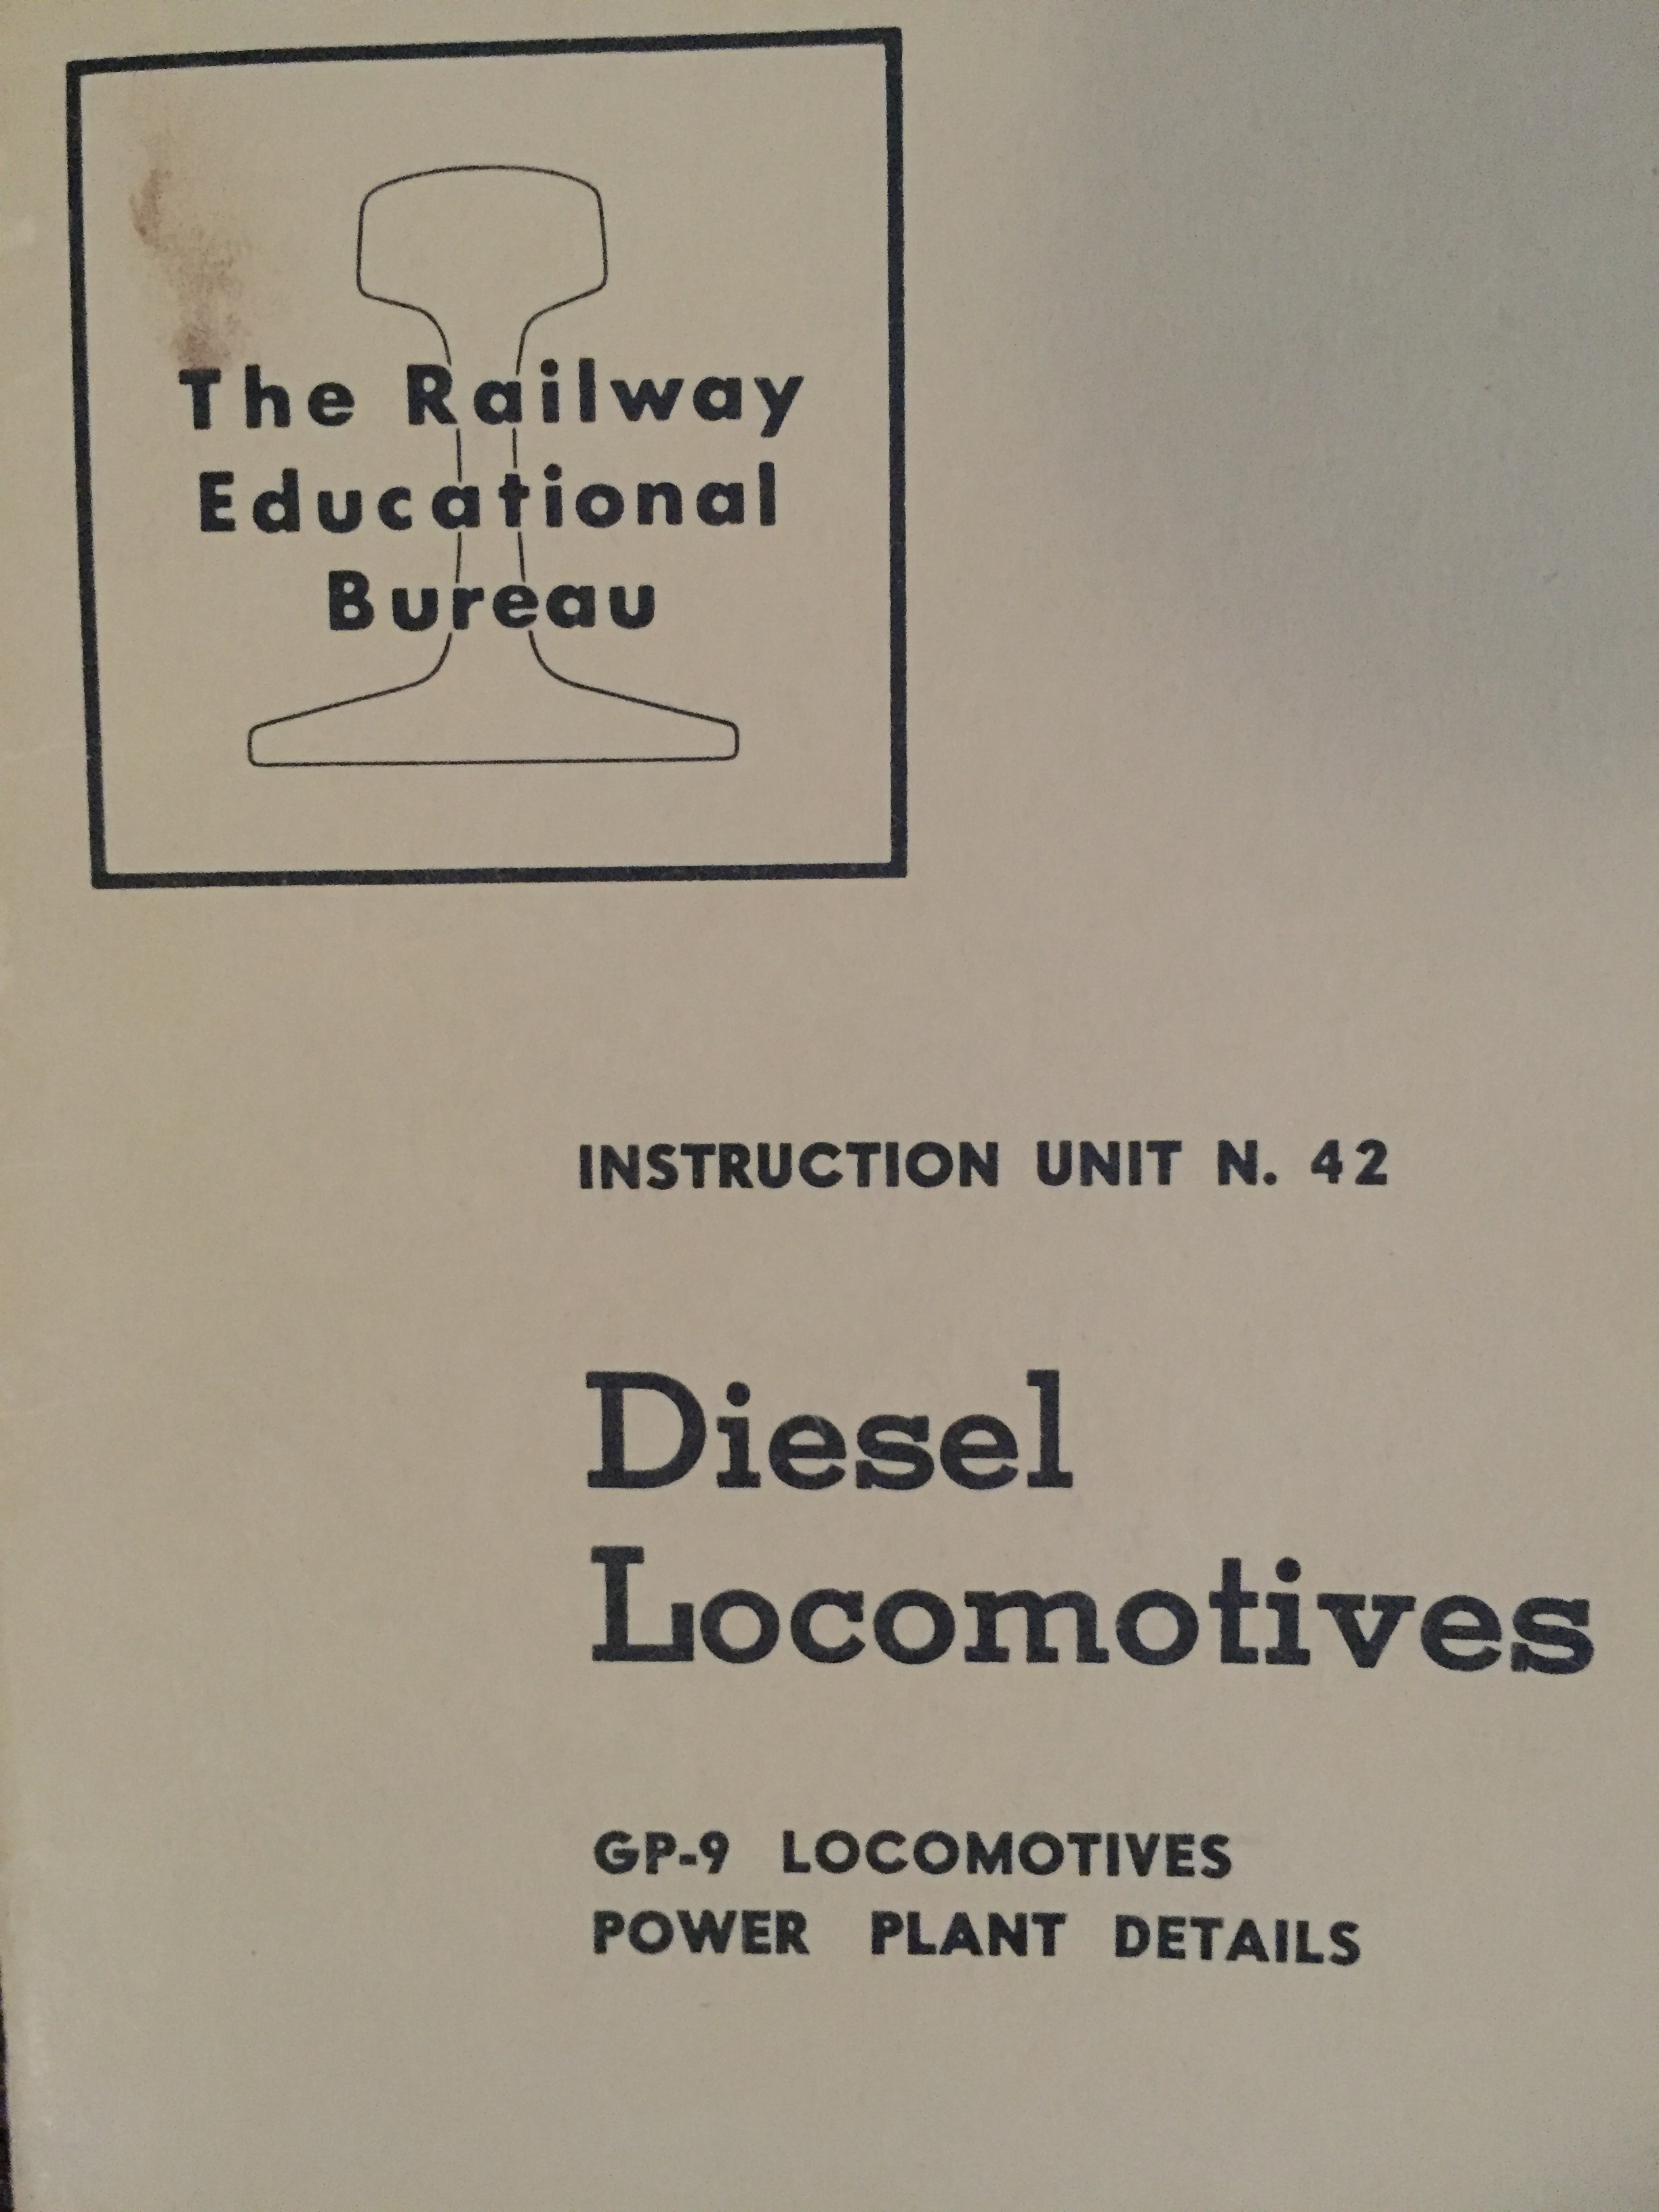 The Railway
Educational
Bureau
INSTRUCTION UNIT N. 42
Diesel
Locomotives
GP-9 LOCOMOTIVES
POWER PLANT DETAILS